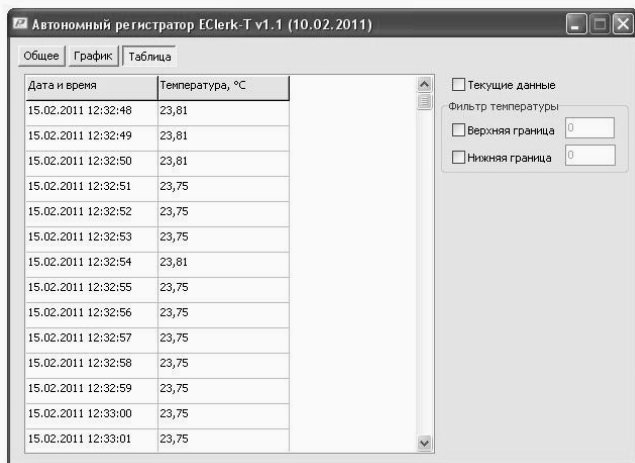 Автономный регистратор EClerk-T v1.1 (10.02.2011)
Общее График Таблица
Дата и время Температура, °C
15.02.2011 12:32:48 23,81
15.02.2011 12:32:49 23,81
15.02.2011 12:32:50 23,81
15.02.2011 12:32:51 23,75
15.02.2011 12:32:52 23,75
15.02.2011 12:32:53 23,75
15.02.2011 12:32:54 23,81
15.02.2011 12:32:55 23,75
15.02.2011 12:32:56 23,75
15.02.2011 12:32:57 23,75
15.02.2011 12:32:58 23,75
15.02.2011 12:32:59 23,75
15.02.2011 12:33:00 23,75
15.02.2011 12:33:01 23,75
Текущие данные
Фильтр температуры
Верхняя граница 0
Нижняя граница 0